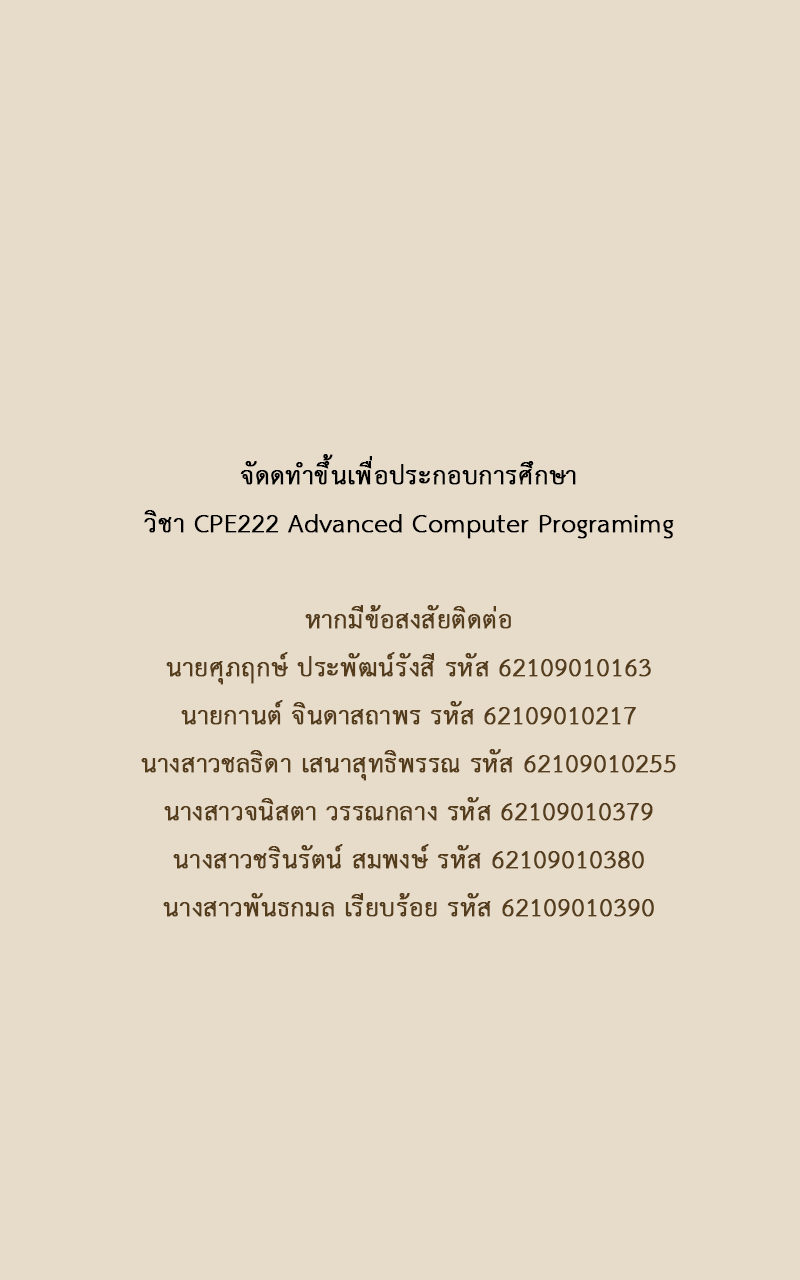 จัดดทำขึ้นเพื่อประกอบการศึกษา
วิชา CPE222 Advanced Computer Programimg
หากมีข้อสงสัยติดต่อ
นายศุภฤกษ์ ประพัฒน์รังสี รหัส 62109010163
นายกานต์ จินดาสถาพร รหัส 62109010217
นางสาวชลธิดา เสนาสุทธิพรรณ รหัส 62109010255
นางสาวจนิสตา วรรณกลาง รหัส 62109010379
นางสาวชรินรัตน์ สมพงษ์ รหัส 62109010380
นางสาวพันธกมล เรียบร้อย รหัส 62109010390